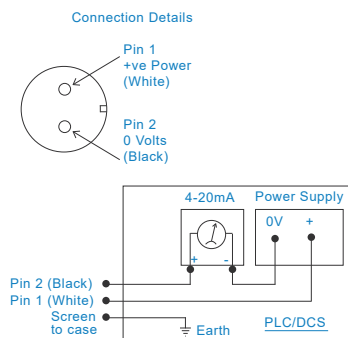 Connection Details
Pin 1
+ve Power
(White)
Pin 2
0 Volts
(Black)
4-20mA
Power Supply
0V +
+ -
Pin 2 (Black)
Pin 1 (White)
Screen
to case
Earth
PLC/DCS